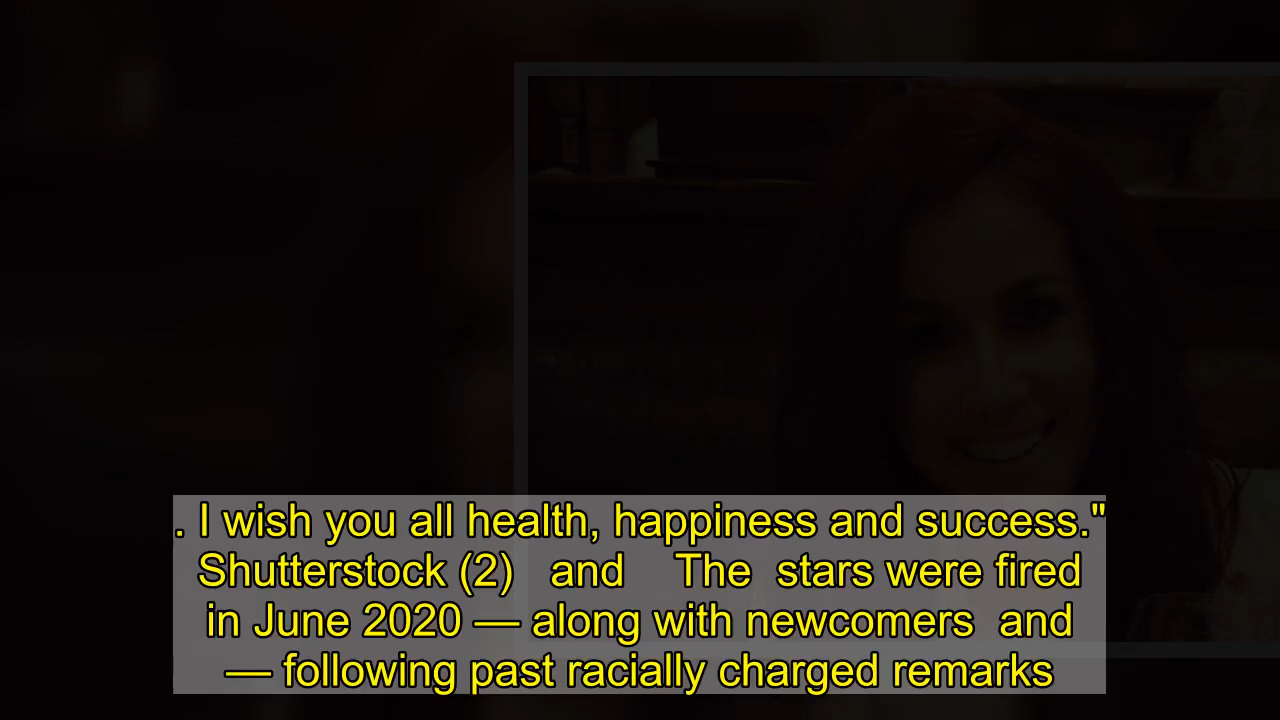 . I wish you all health, happiness and success."
Shutterstock (2)   and    The  stars were fired
in June 2020 — along with newcomers  and
— following past racially charged remarks